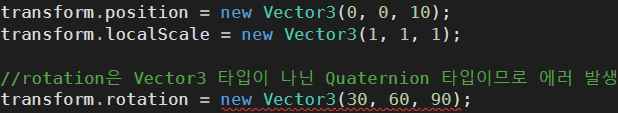 transform.position = new Vector3(0, 0, 10);
transform.localScale = new Vector3(1, 1, 1);
//rotation은 Vector3 타입이 나닌 Quaternion 타입이므로 에러 발생
transform.rotation = new Vector3(30, 60, 90);